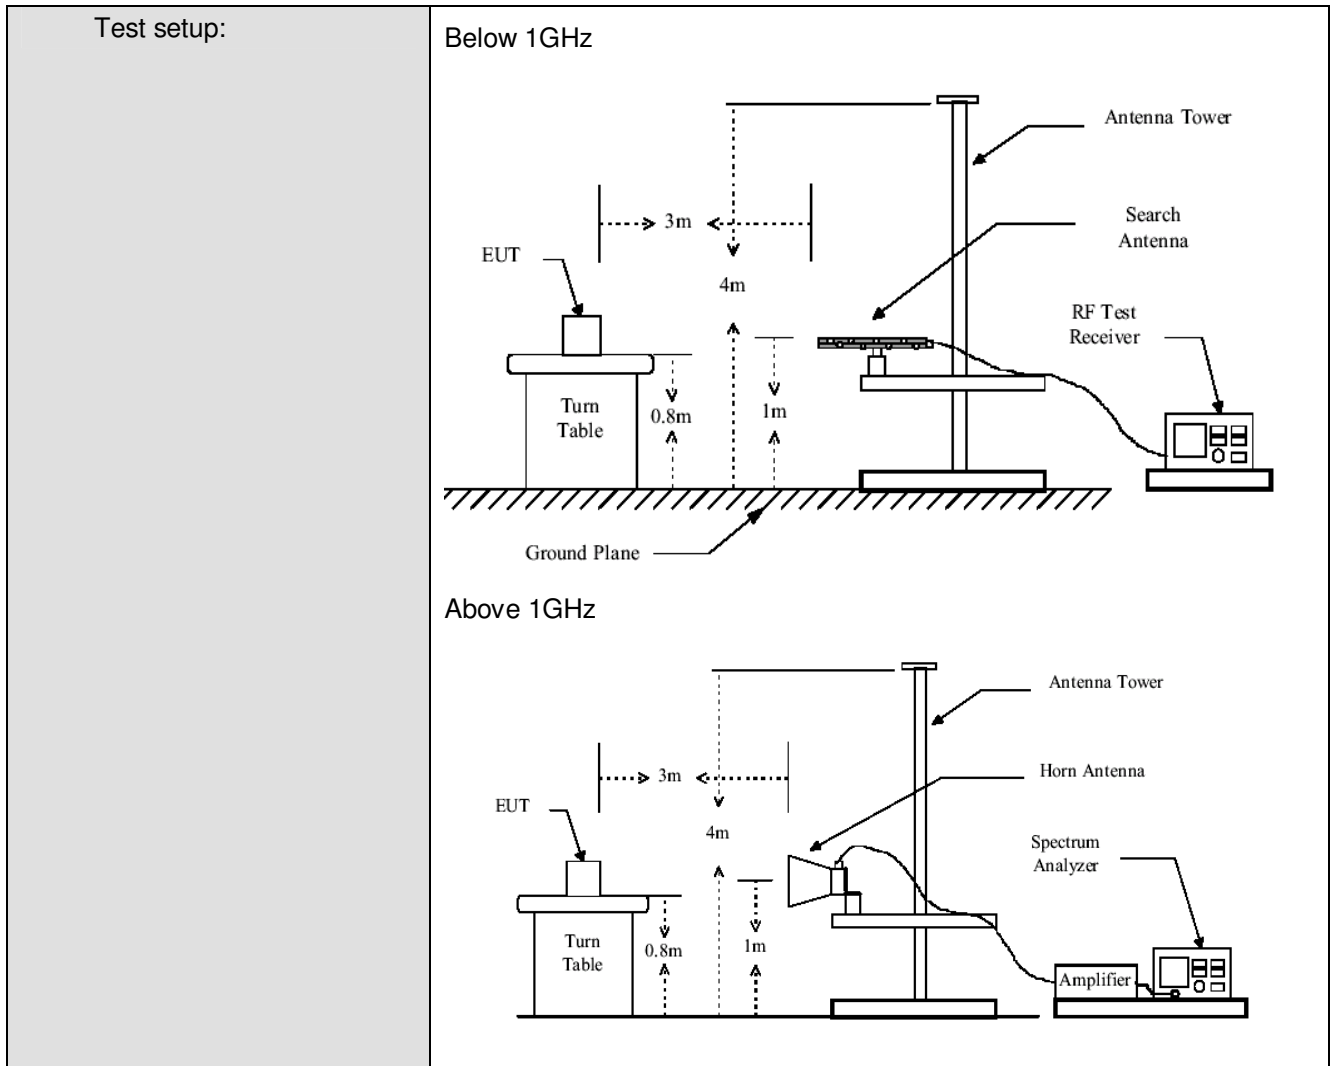 Test setup:
Below 1GHz
Antenna Tower
Search
Antenna
3m
EUT
4m
RF Test
Receiver
Turn
Table
0.8m
1m
Ground Plane
Above 1GHz
Antenna Tower
Horn Antenna
3m
EUT
4m
Spectrum
Analyzer
Turn
Table
0.8m
1m
Amplifier